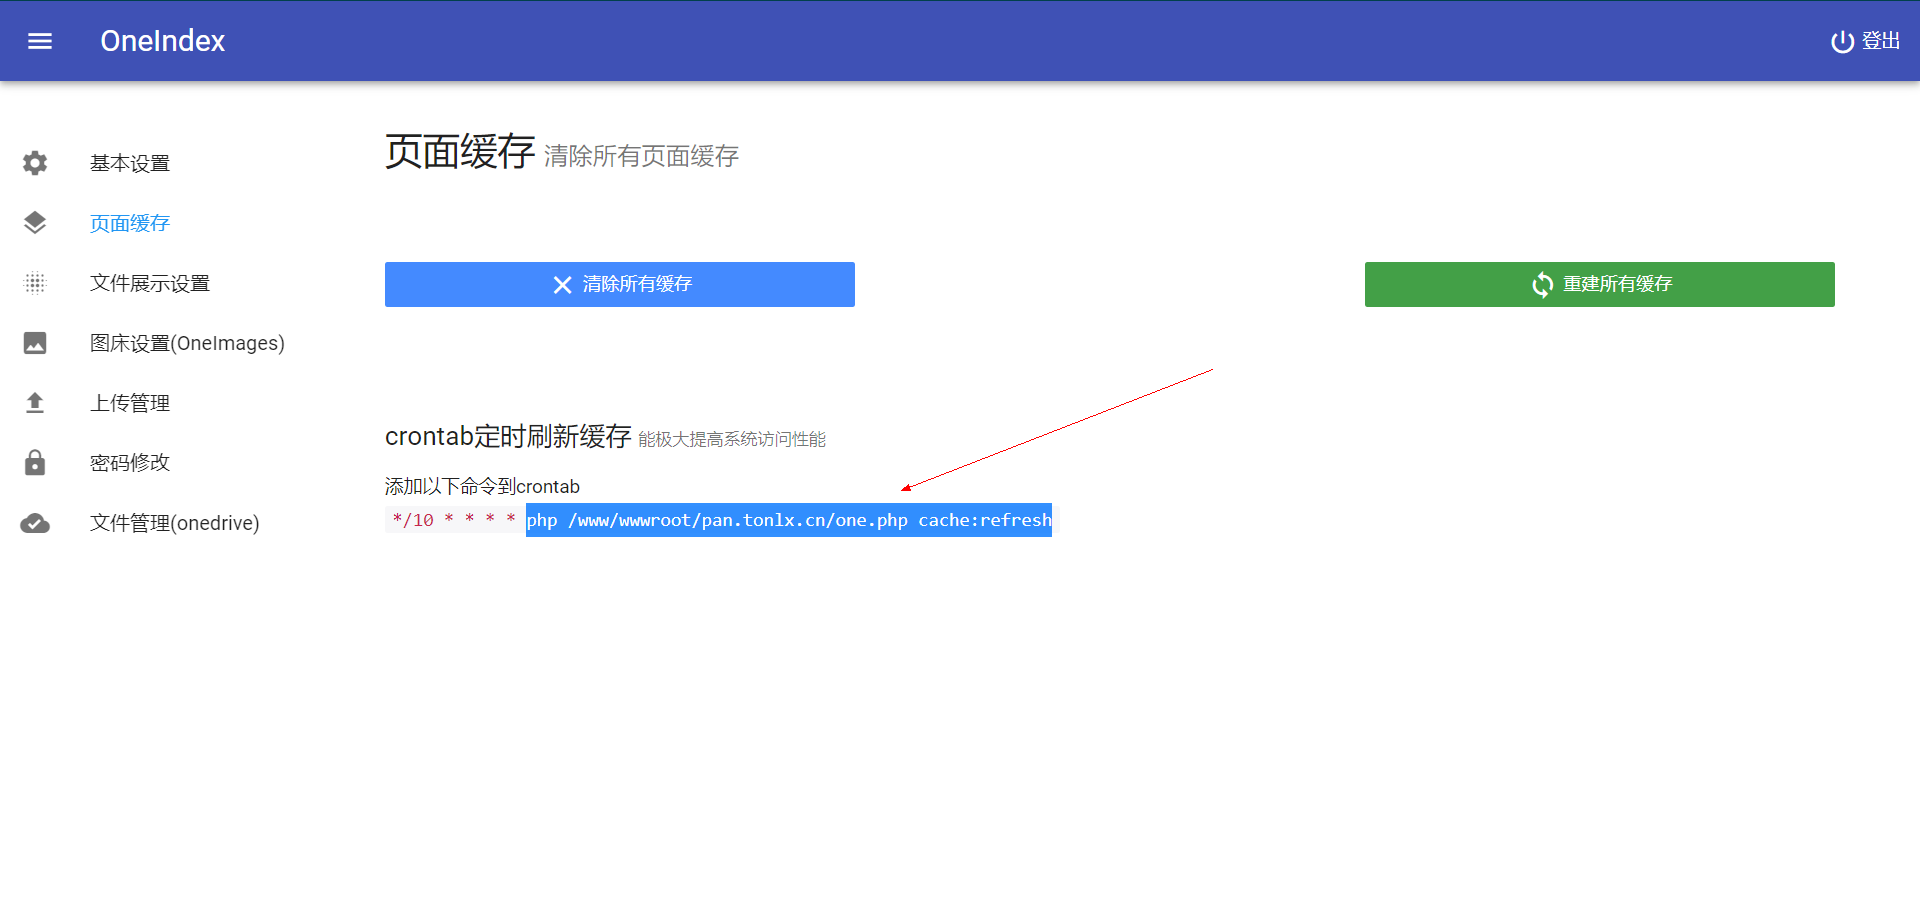 OneIndex
登出
基本设置
页面缓存
文件展示设置
图床设置(OneImages)
上传管理
密码修改
文件管理(onedrive)
页面缓存 清除所有页面缓存
清除所有缓存
重建所有缓存
crontab定时刷新缓存 能极大提高系统访问性能
添加以下命令到crontab
*/10 * * * * php /www/wwwroot/pan.tonlx.cn/one.php cache:refresh